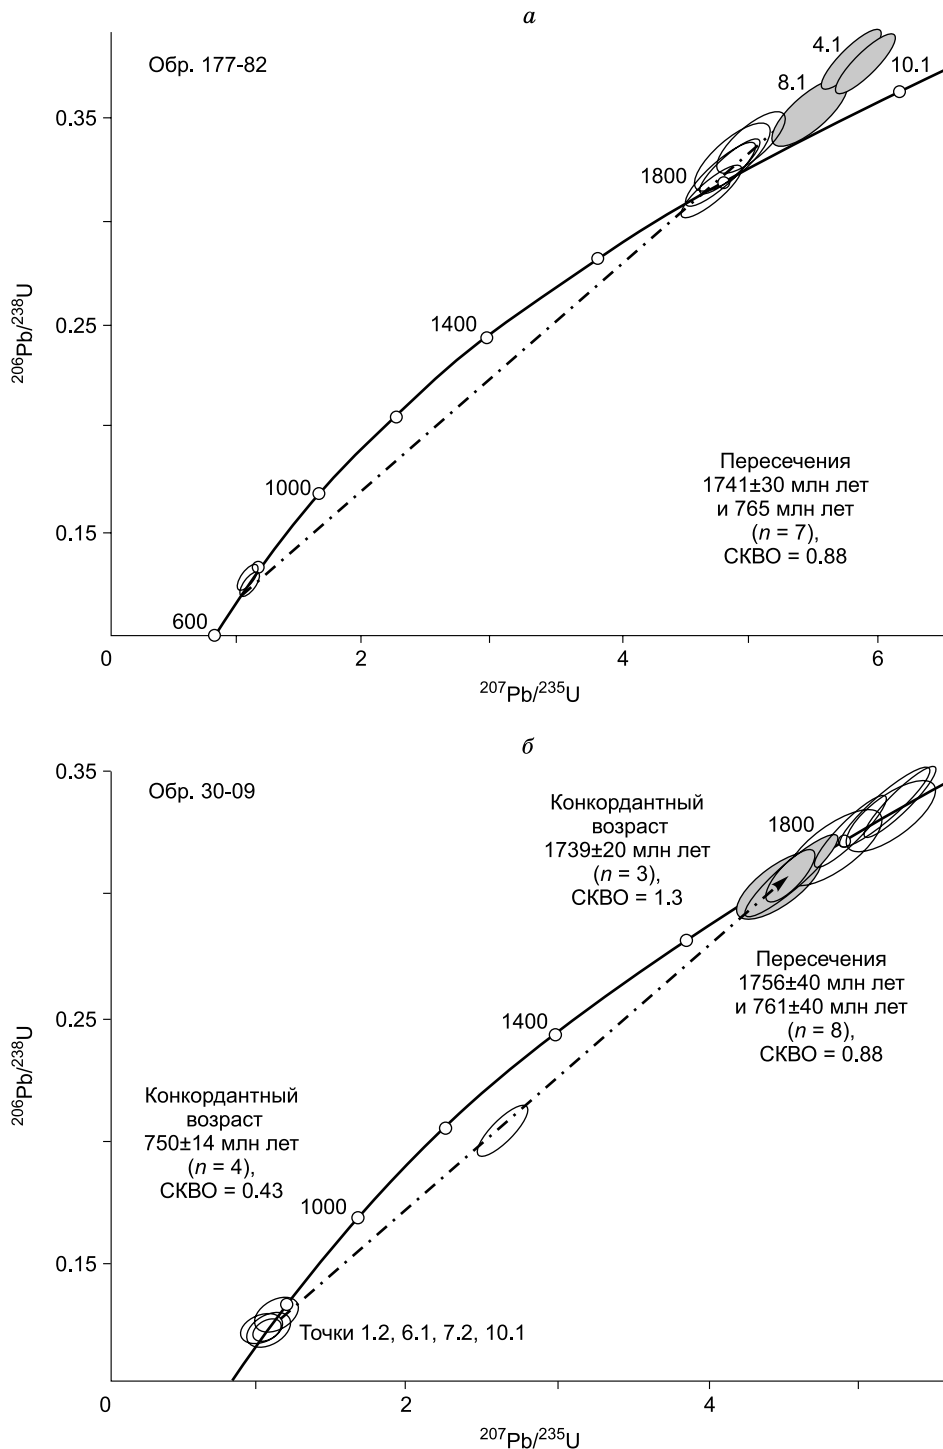 а
Обр. 177-82
4.1
10.1
8.1
0.35
1800
206Pb/238U
0.25
1400
Пересечения
1741±30 млн лет
и 765 млн лет
(n = 7),
СКВО = 0.88
1000
0.15
600
0
2
4
6
207Pb/235U
б
0.35
Обр. 30-09
Конкордантный
возраст
1739±20 млн лет
(n = 3),
СКВО = 1.3
1800
Пересечения
1756±40 млн лет
и 761±40 млн лет
(n = 8),
СКВО = 0.88
206Pb/238U
0.25
1400
Конкордантный
возраст
750±14 млн лет
(n = 4),
СКВО = 0.43
1000
0.15
Точки 1.2, 6.1, 7.2, 10.1
0
2
4
207Pb/235U